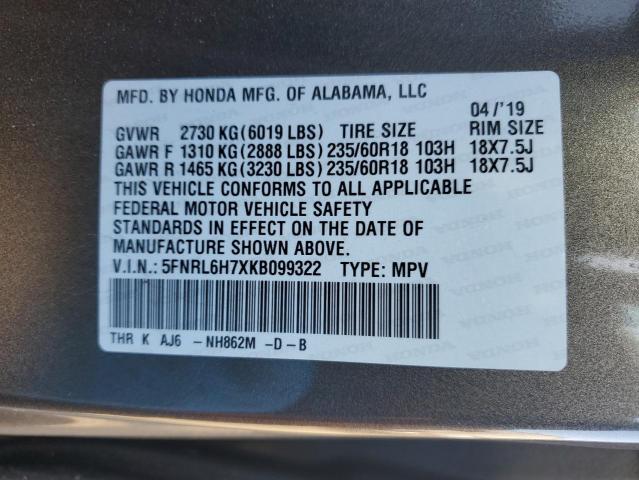 MFD. BY HONDA MFG. OF ALABAMA, LLC
04/'19
GVWR 2730 KG(6019 LBS) TIRE SIZE RIM SIZE
GAWR F 1310 KG(2888 LBS)235/60R18 103H 18X7.5J
GAWR R 1465 KG(3230 LBS)235/60R18 103H 18X7.5J
THIS VEHICLE CONFORMS TO ALL APPLICABLE
FEDERAL MOTOR VEHICLE SAFETY
STANDARDS IN EFFECT ON THE DATE OF
MANUFACTURE SHOWN ABOVE.
V.I.N.: 5FNRL6H7XKB099322 TYPE: MPV
THR K AJ6 -NH862M -D-B